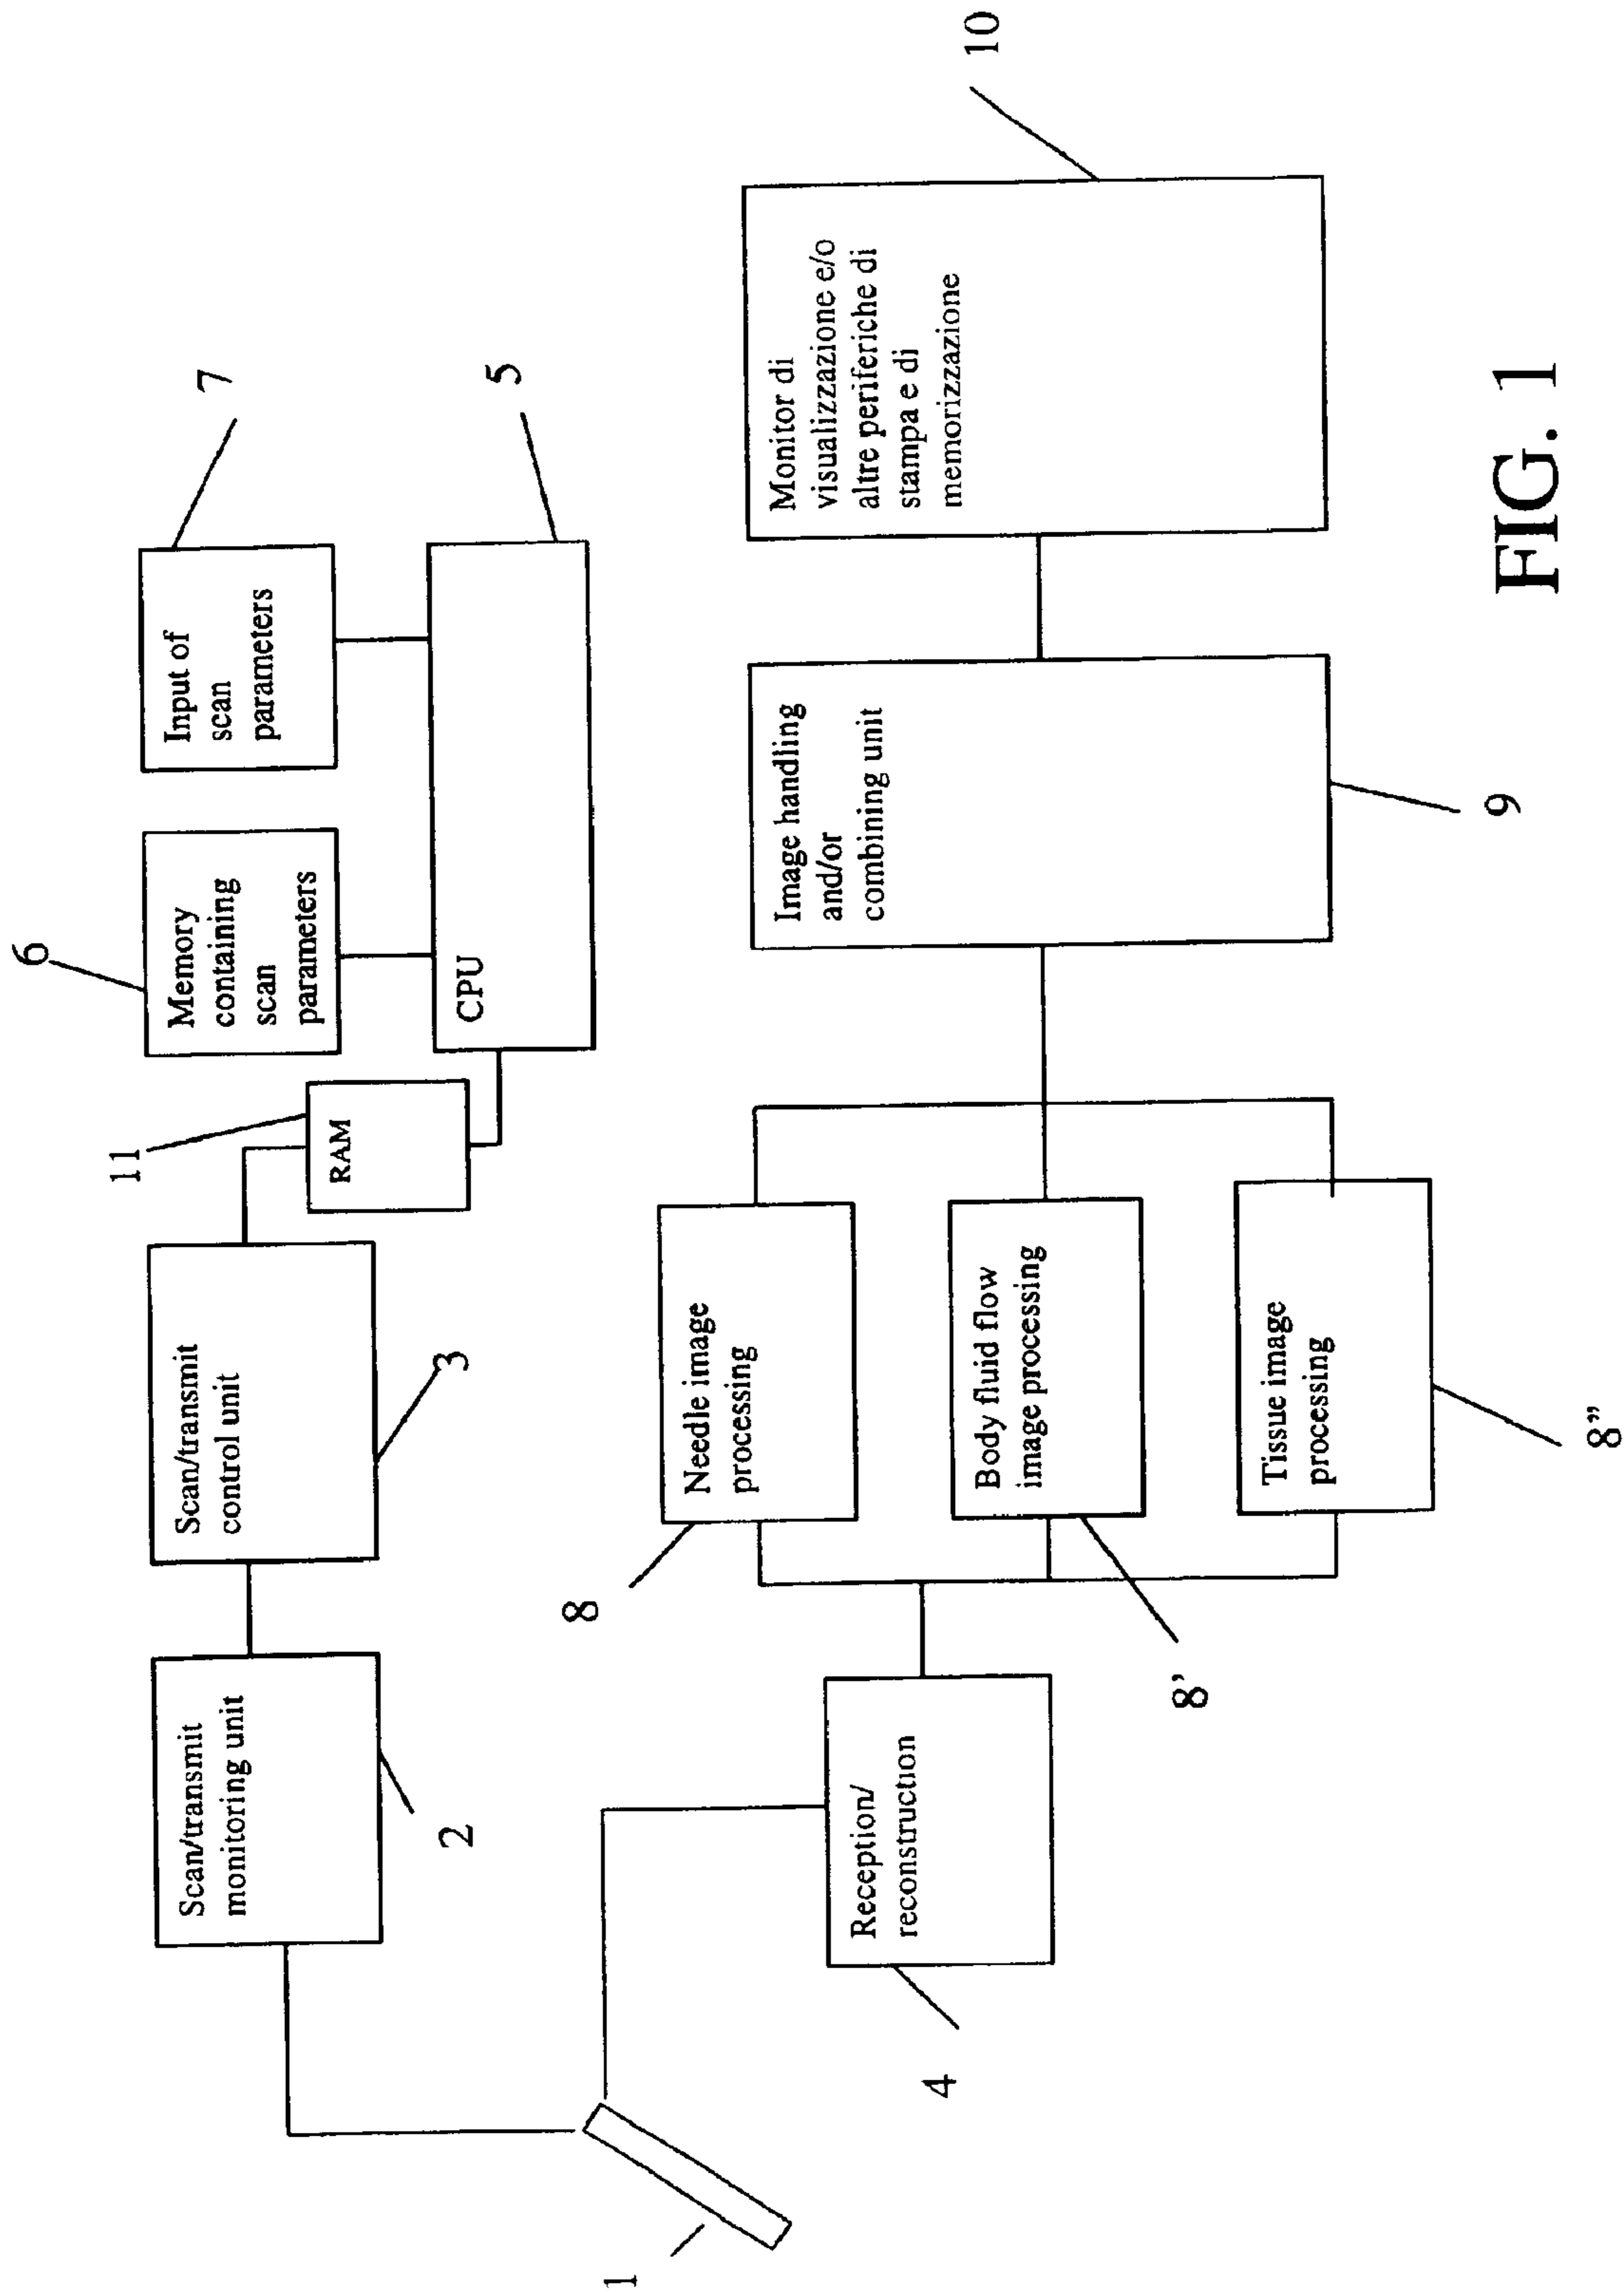 6
7
Memory
containing
scan
parameters
Input of
scan
parameters
11
RAM
CPU
5
Scan/transmit
monitoring unit
2
Scan/transmit
control unit
3
1
Reception/
reconstruction
4
8
Needle image
processing
Body fluid flow
image processing
8'
Tissue image
processing
8”
Image handling
and/or
combining unit
9
Monitor di
visualizzazione e/o
altre periferiche di
stampa e di
memorizzazione
10
FIG. 1